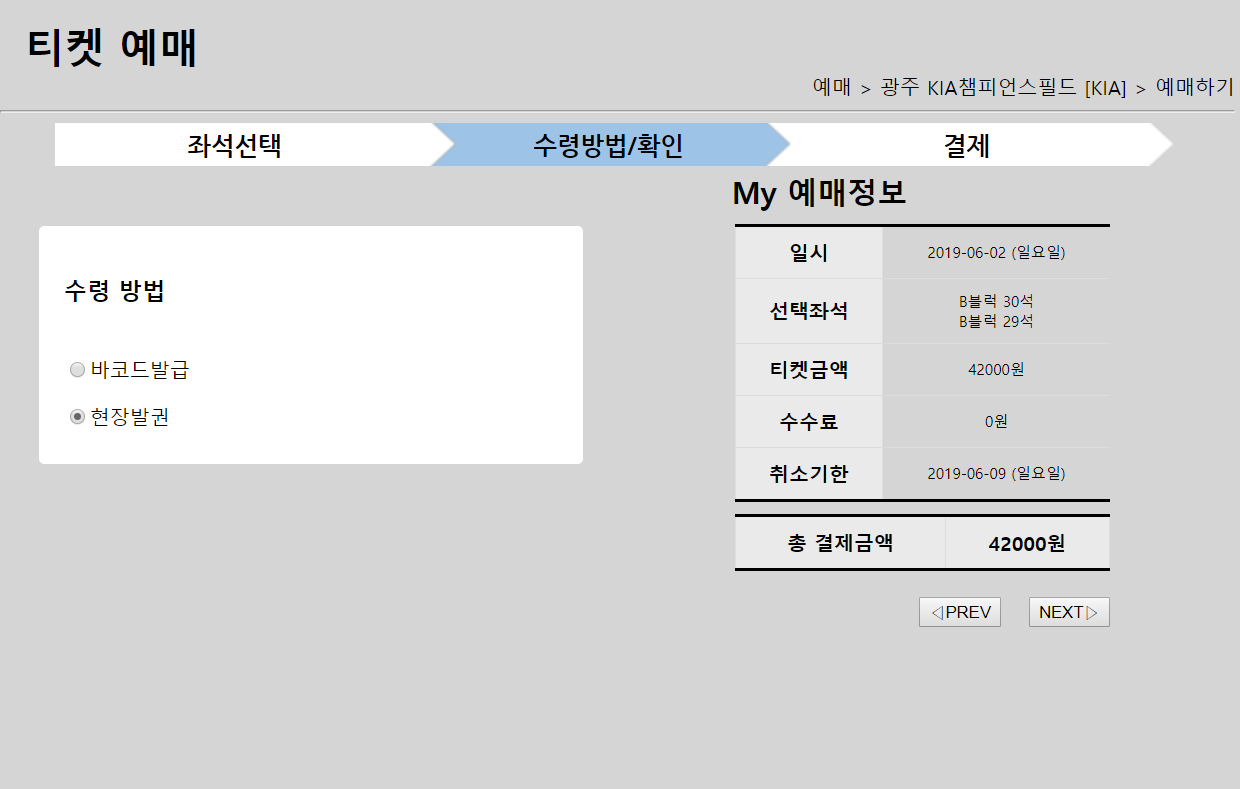 티켓 예매
예매 > 광주 KIA챔피언스필드 [KIA] > 예매하기
좌석선택
수령방법/확인
결제
수령 방법
바코드발급
현장발권
My 예매정보
일시 2019-06-02 (일요일)
선택좌석 B블럭 30석
B블럭 29석
티켓금액 42000원
수수료 0원
취소기한 2019-06-09 (일요일)
총 결제금액 42000원
◁PREV NEXT▷